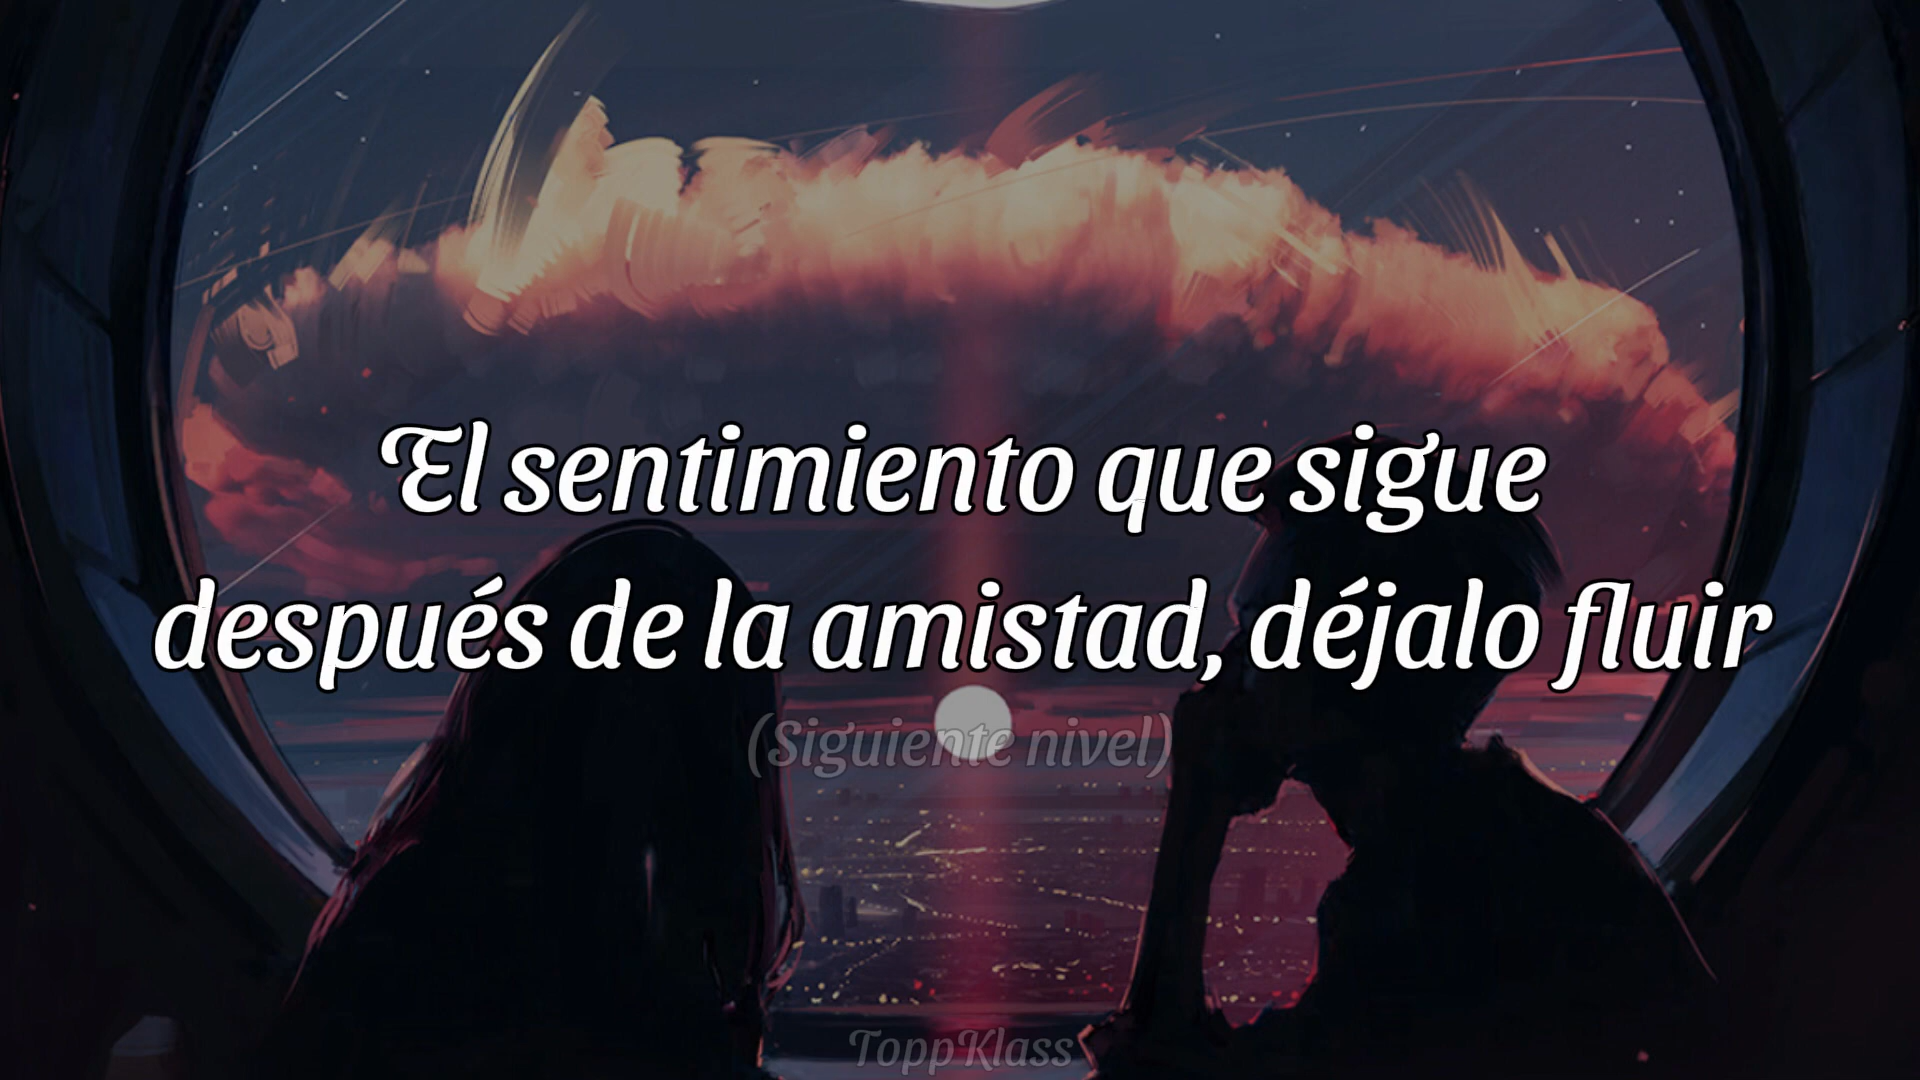 El sentimiento que sigue
después de la amistad, déjalo fluir
(Siguiente nivel)
ToppKlass